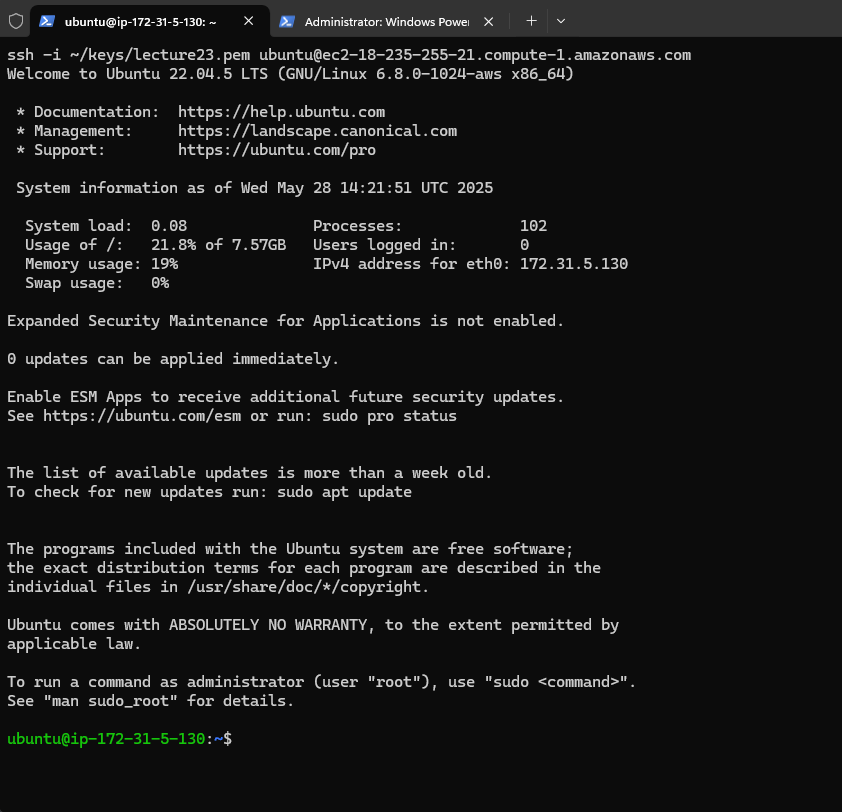 ubuntu@ip-172-31-5-130: ~
Administrator: Windows Power
ssh -i ~/keys/lecture23.pem ubuntu@ec2-18-235-255-21.compute-1.amazonaws.com
Welcome to Ubuntu 22.04.5 LTS (GNU/Linux 6.8.0-1024-aws x86_64)
* Documentation:  https://help.ubuntu.com
* Management:     https://landscape.canonical.com
* Support:        https://ubuntu.com/pro
System information as of Wed May 28 14:21:51 UTC 2025
System load:  0.08              Processes:             102
Usage of /:   21.8% of 7.57GB   Users logged in:       0
Memory usage: 19%               IPv4 address for eth0: 172.31.5.130
Swap usage:   0%
Expanded Security Maintenance for Applications is not enabled.
0 updates can be applied immediately.
Enable ESM Apps to receive additional future security updates.
See https://ubuntu.com/esm or run: sudo pro status
The list of available updates is more than a week old.
To check for new updates run: sudo apt update
The programs included with the Ubuntu system are free software;
the exact distribution terms for each program are described in the
individual files in /usr/share/doc/*/copyright.
Ubuntu comes with ABSOLUTELY NO WARRANTY, to the extent permitted by
applicable law.
To run a command as administrator (user "root"), use "sudo <command>".
See "man sudo_root" for details.
ubuntu@ip-172-31-5-130:~$